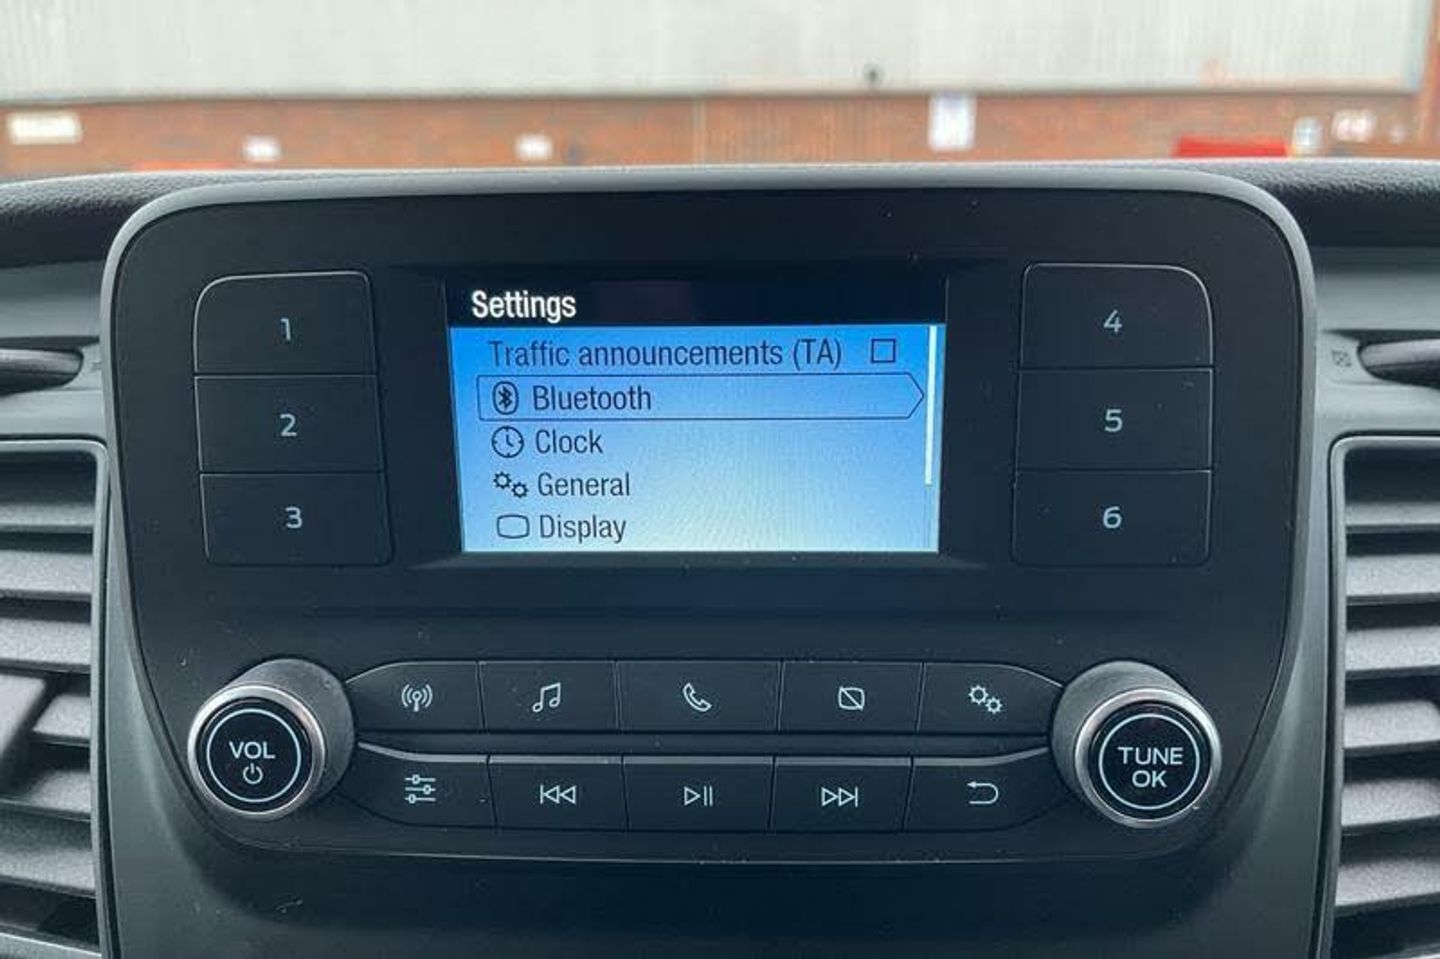 Settings
Traffic announcements (TA)
Bluetooth
Clock
General
Display
1
2
3
4
5
6
VOL
TUNE
OK